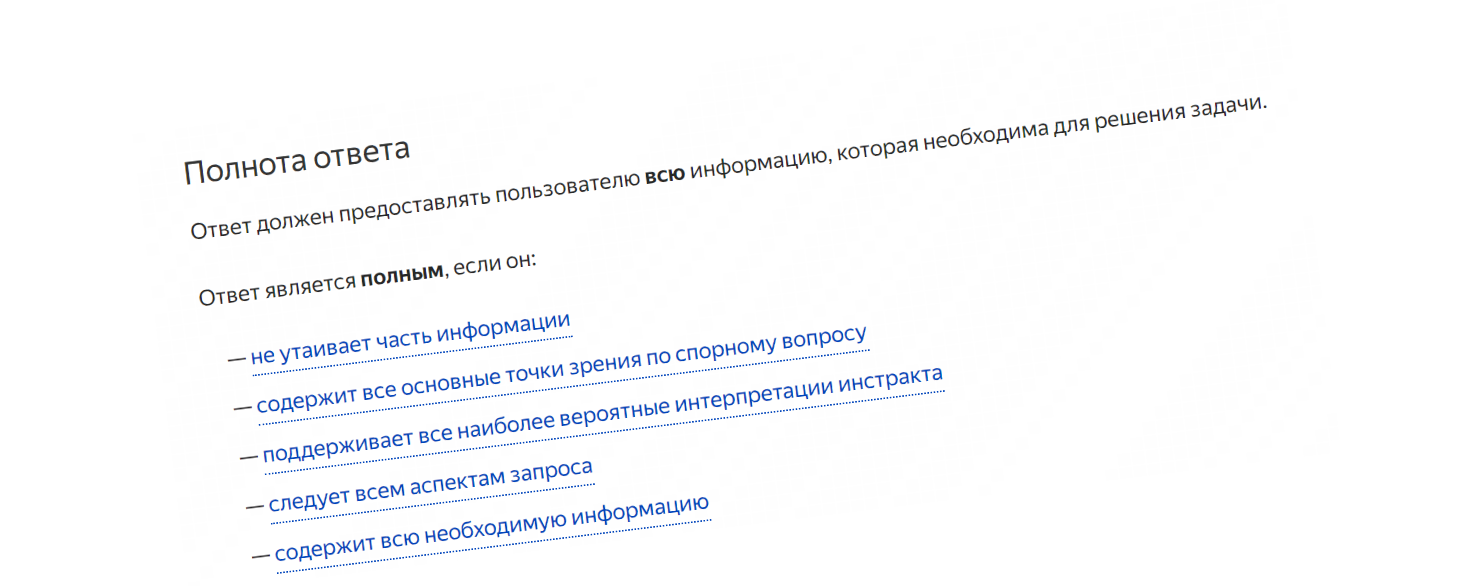 Полнота ответа
Ответ должен предоставлять пользователю всю информацию, которая необходима для решения задачи.
Ответ является полным, если он:
— не утаивает часть информации
— содержит все основные точки зрения по спорному вопросу
— поддерживает все наиболее вероятные интерпретации инстракта
— следует всем аспектам запроса
— содержит всю необходимую информацию